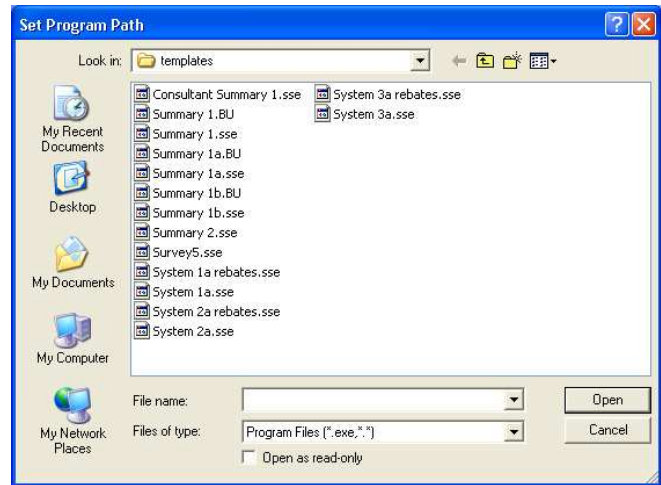 Set Program Path
Look in: templates
My Recent
Documents
Desktop
My Documents
My Computer
My Network
Places
Consultant Summary 1.sse
Summary 1.BU
Summary 1.sse
Summary 1a.BU
Summary 1a.sse
Summary 1b.BU
Summary 1b.sse
Summary 2.sse
Survey5.sse
System 1a rebates.sse
System 1a.sse
System 2a rebates.sse
System 2a.sse
System 3a rebates.sse
System 3a.sse
File name:
Open
Files of type: Program Files (*.exe,*.*)
Cancel
Open as read-only